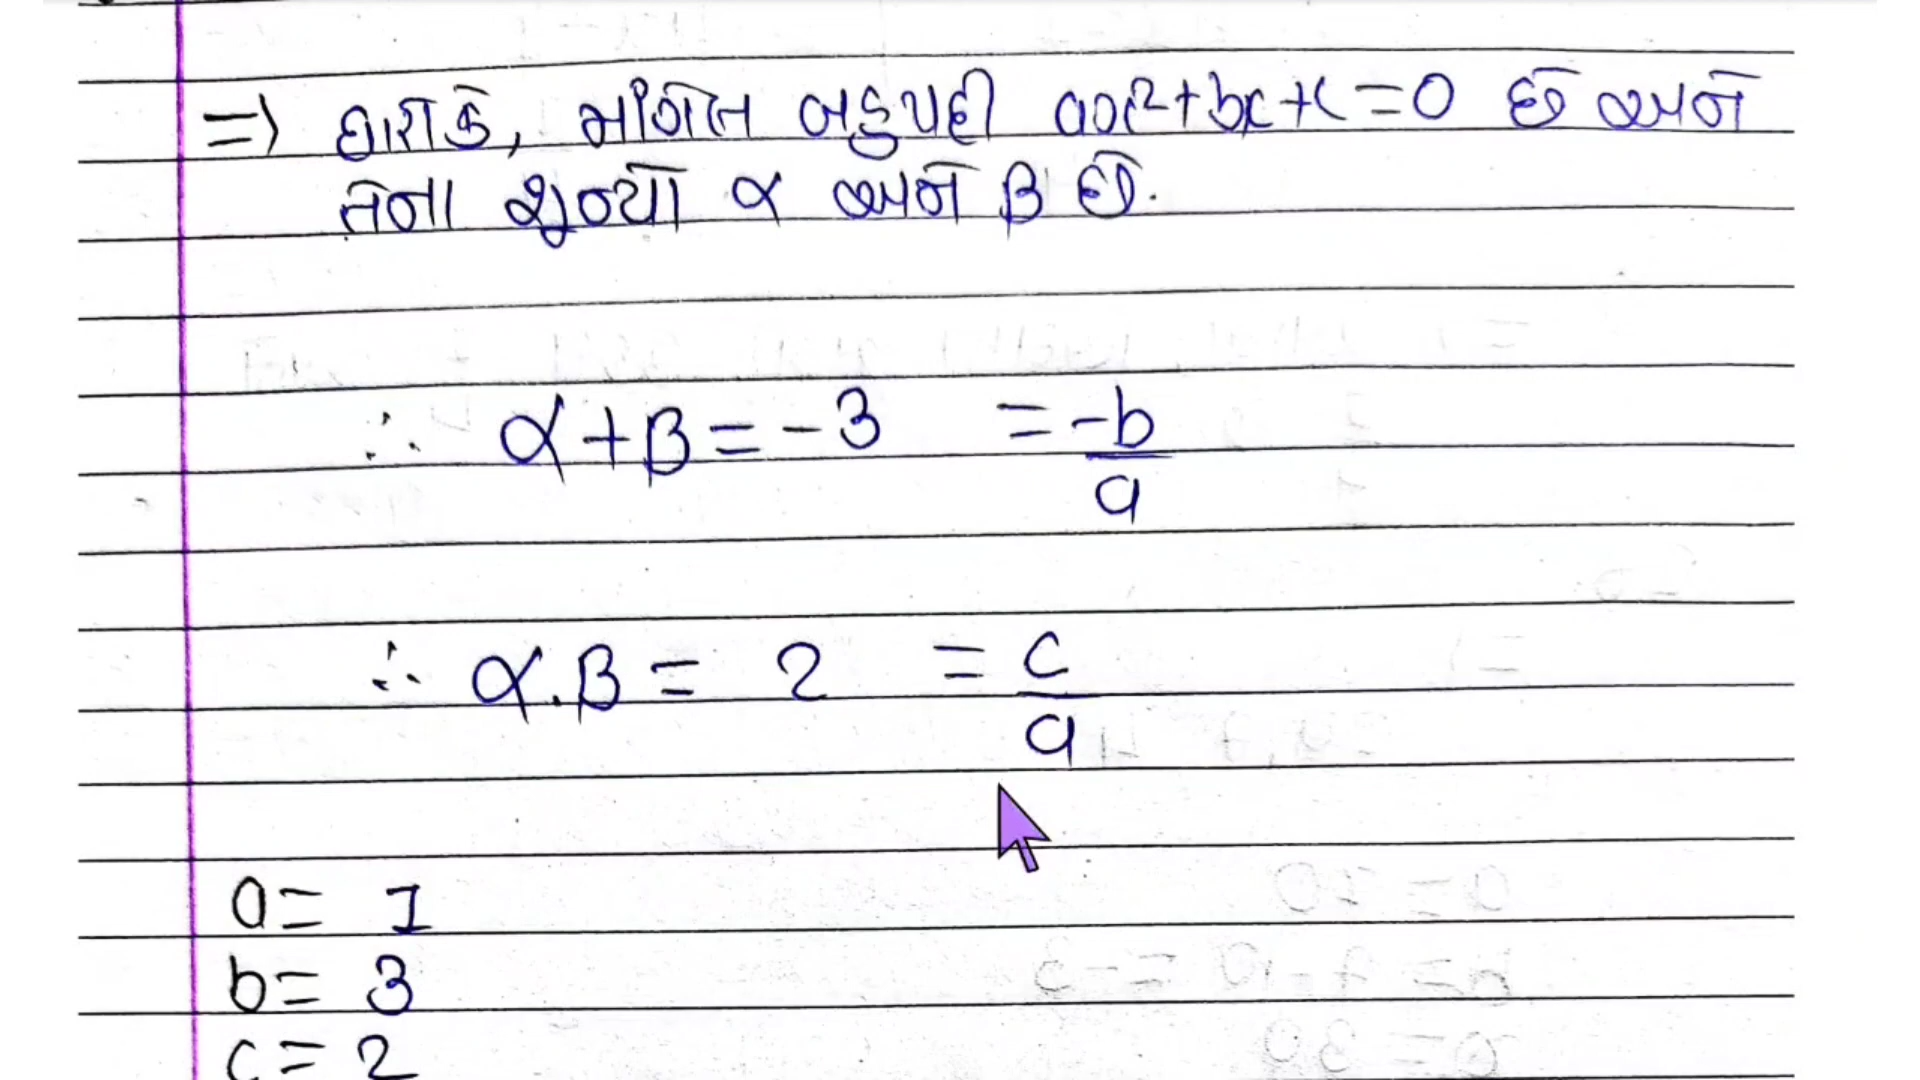 => ધારોકે, માંગેલ બહુપદી ax²+bx+c=0 છે અને
તેના શુન્યો α અને β છે.
∴ α+β=-3 = -b/a
∴ α.β= 2 = c/a
a= 1
b= 3
c= 2